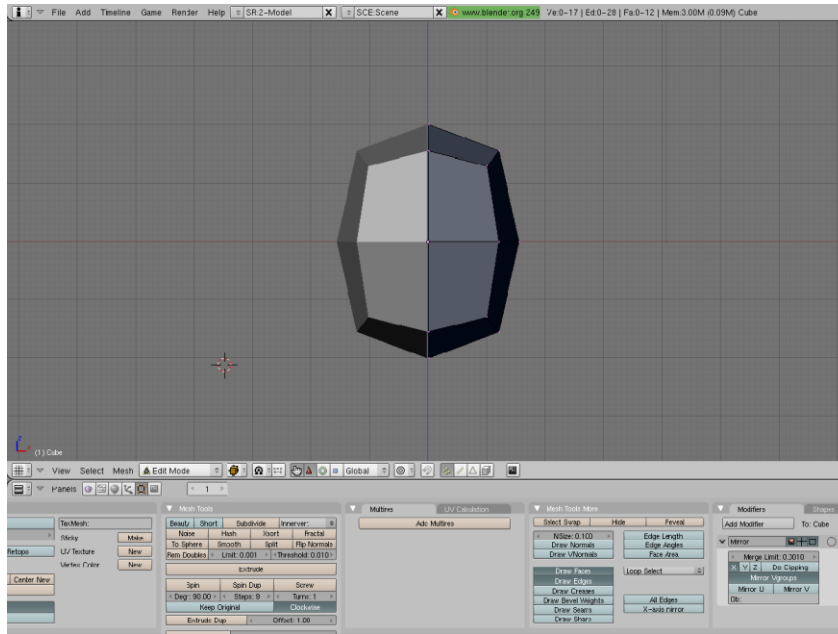 File Add Timeline Game Render Help SR:2-Model X SCE:Scene X www.blender.org 249 Ve:0-17 | Ed:0-28 | Fa:0-12 | Mem:3.00M (0.09M) Cube
(1) Cube
View Select Mesh Edit Mode Global
Panels 1
Mesh Tools Multires UV Calculation Mesh Tools More Modifiers Shapes
TexMesh: Beauty Short Subdivide Innervert Add Multires Select Swap Hide Reveal Add Modifier To: Cube
Sticky Make Noise Hash Xsort Fractal NSize: 0.100 Edge Length Mirror
Retopo UV Texture New To Sphere Smooth Split Flip Normals Draw Normals Edge Angles
Vertex Color New Rem Doubles Limit: 0.001 Threshold: 0.010 Draw VNormals Face Area Merge Limit: 0.0010
Center New Extrude Draw Faces Loop Select X Y Z Do Clipping
Spin Spin Dup Screw Draw Edges Mirror Vgroups
Degr: 90.00 Steps: 9 Turns: 1 Draw Creases Mirror U Mirror V
Keep Original Clockwise Draw Bevel Weights All Edges Ob:
Extrude Dup Offset: 1.00 Draw Seams X-axis mirror
Draw Sharp